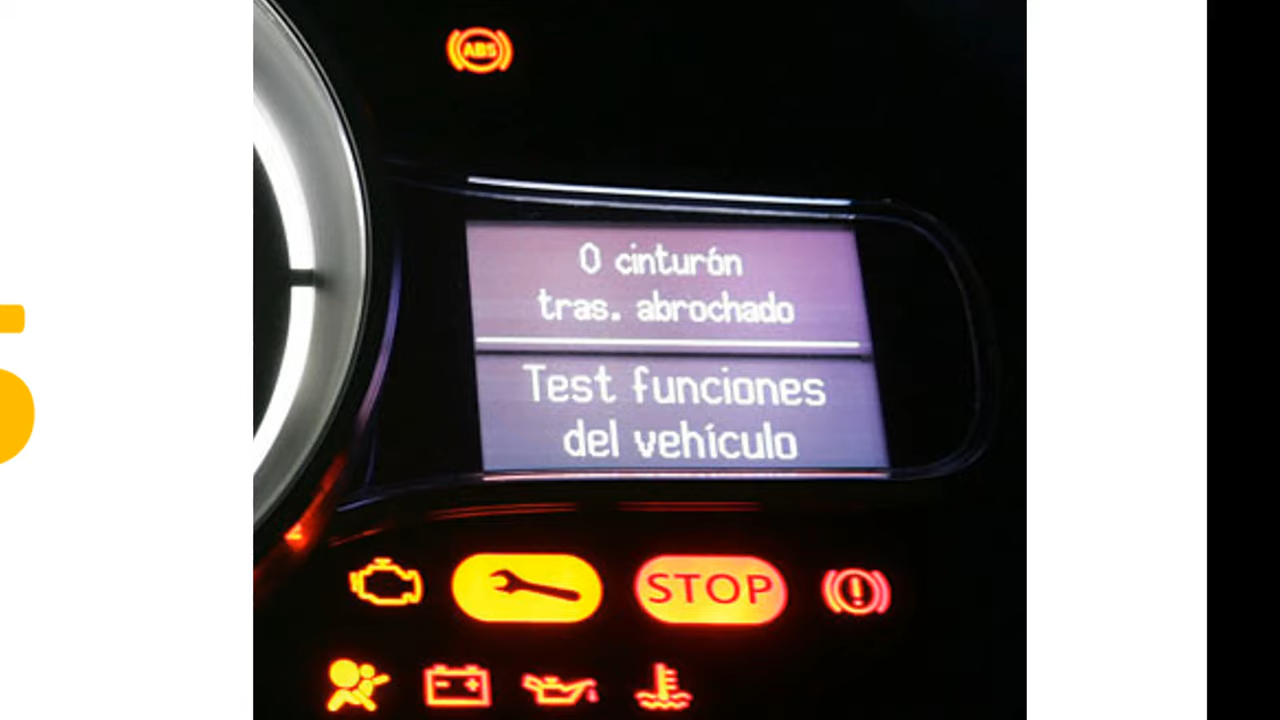 ABS
0 cinturón
tras. abrochado
Test funciones
del vehículo
STOP